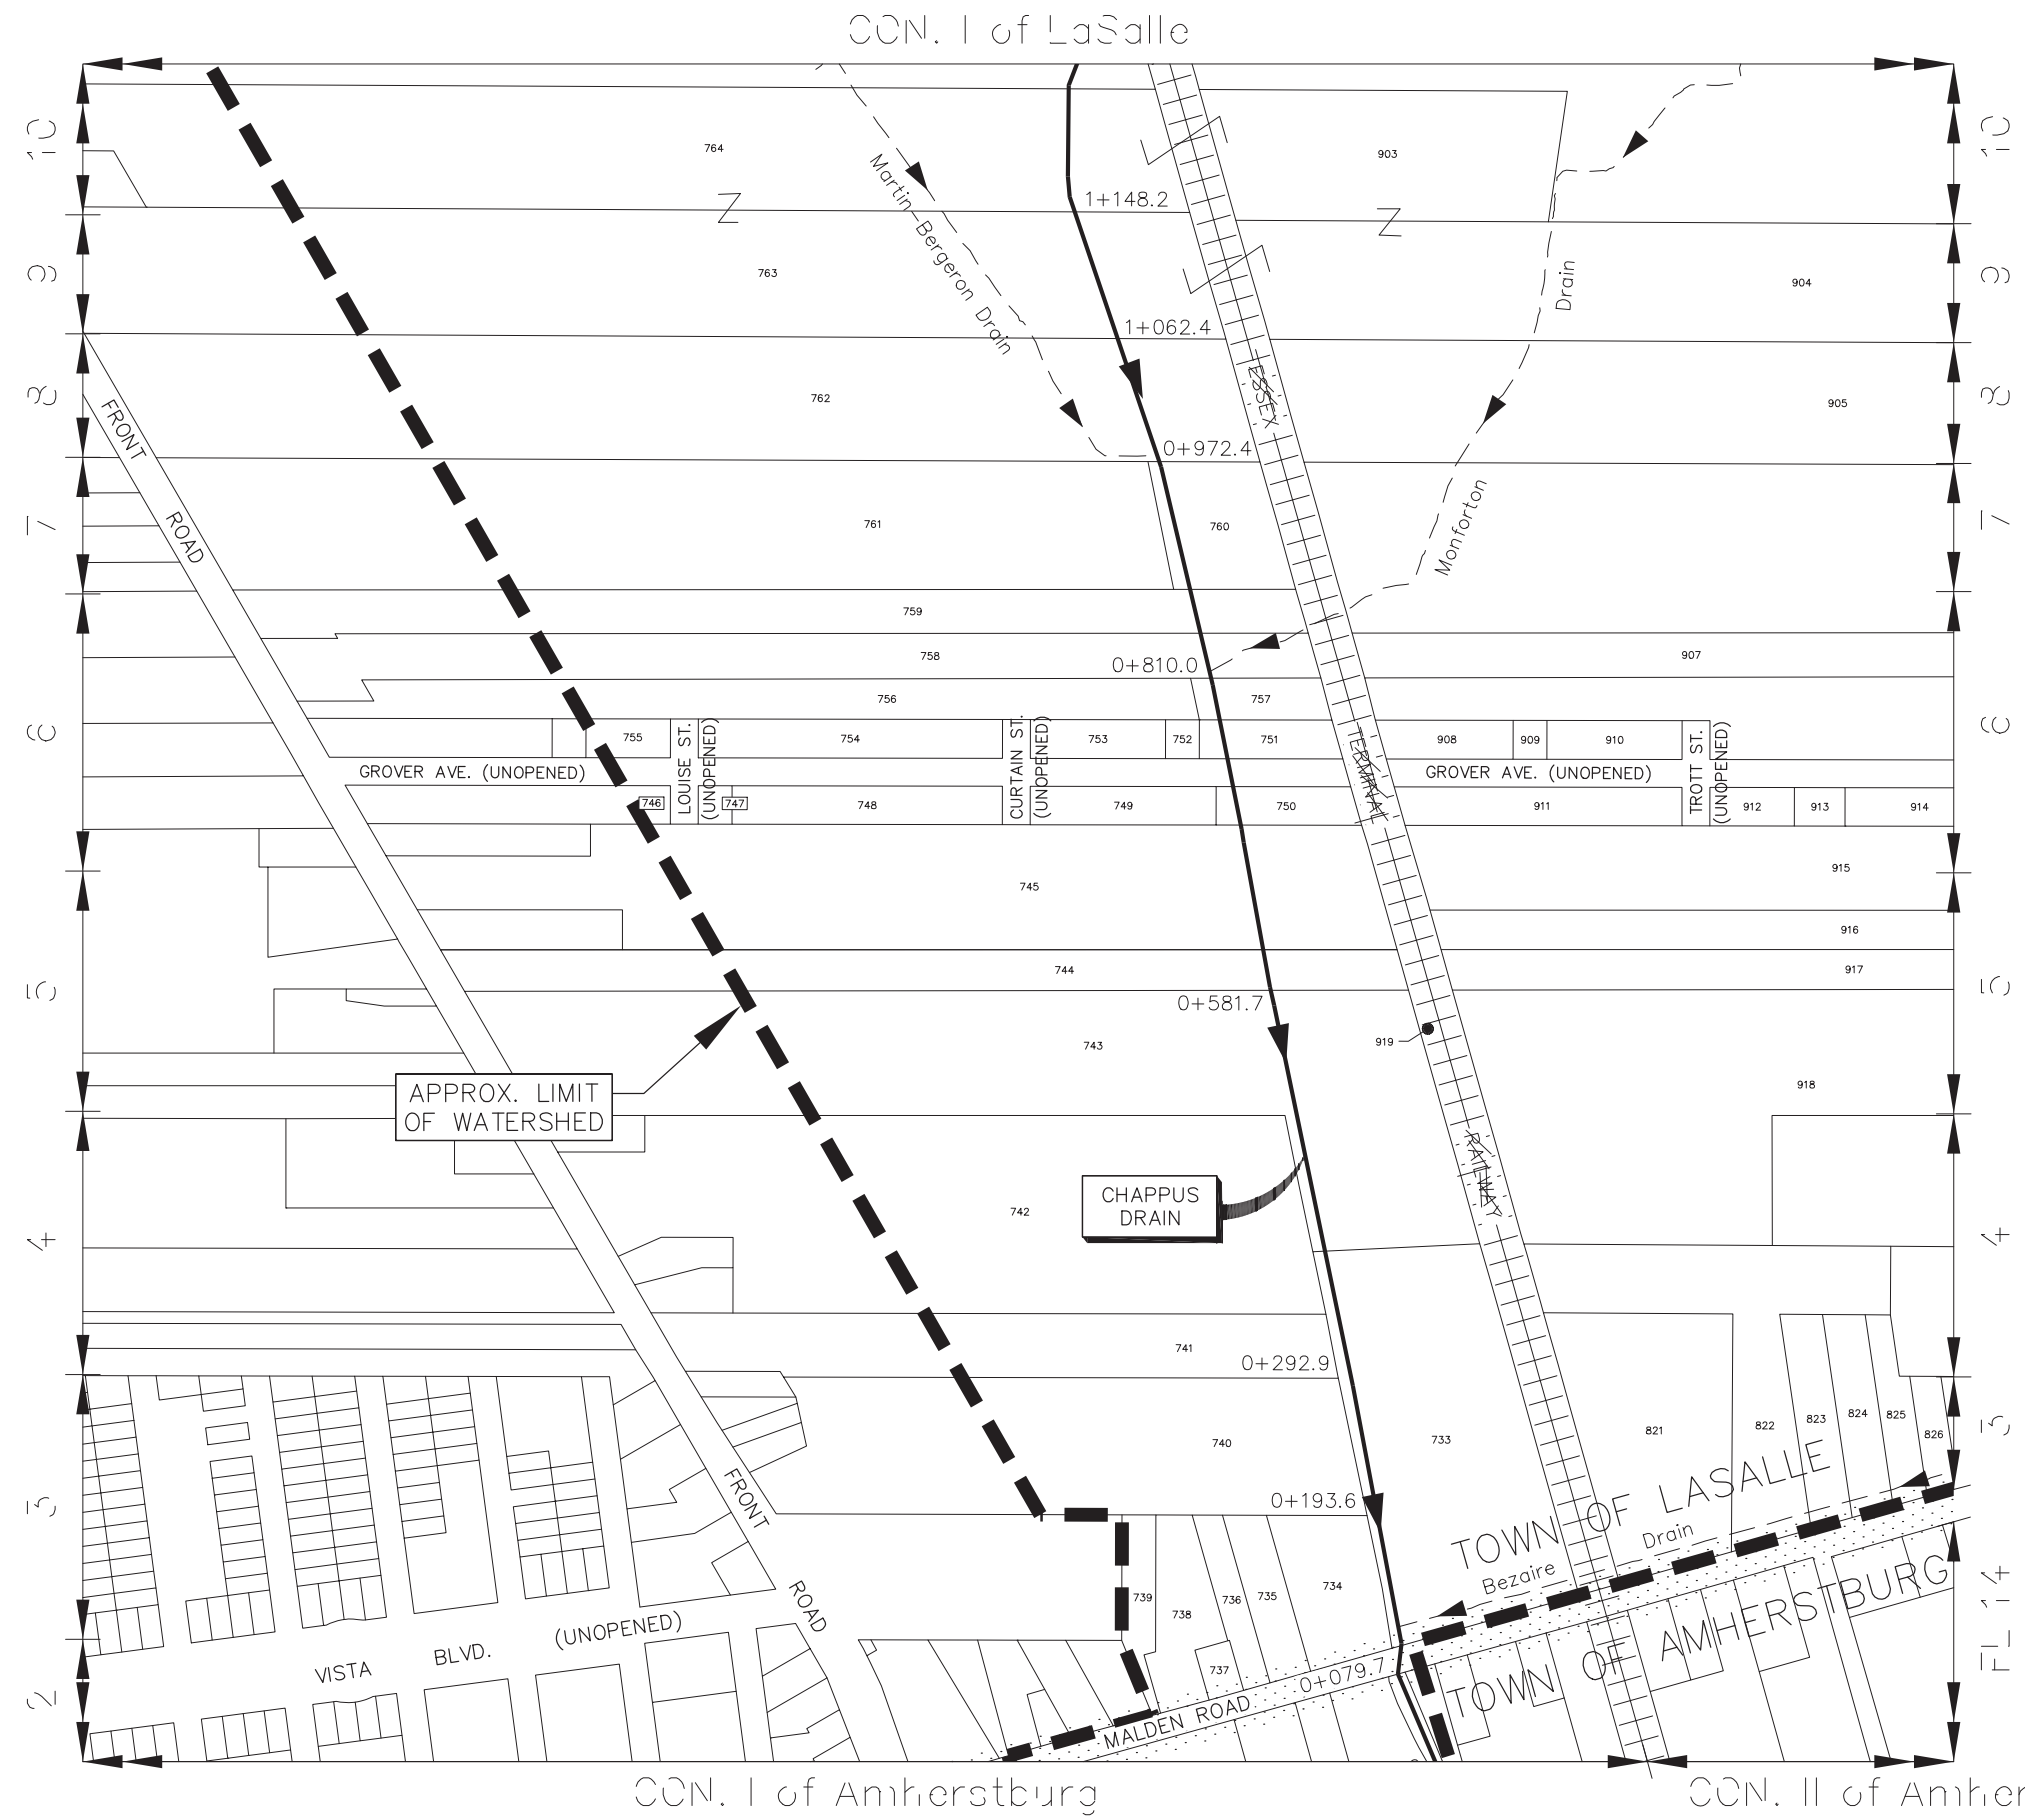 CON. I of LaSalle
10
10
764
903
Martin-Bergeron Drain
1+148.2
Z
Z
9
9
763
904
Drain
1+062.4
8
8
FRONT
762
ESSEX
905
0+972.4
7
7
ROAD
761
760
Monforton
759
758
0+810.0
907
756
757
6
6
755
LOUISE ST.
(UNOPENED)
754
CURTAIN ST.
(UNOPENED)
753
752
751
TERMINAL
908
909
910
TROTT ST.
(UNOPENED)
GROVER AVE. (UNOPENED)
GROVER AVE. (UNOPENED)
746
747
748
749
750
911
912
913
914
745
915
916
744
917
5
5
0+581.7
919
743
918
APPROX. LIMIT
OF WATERSHED
RAILWAY
CHAPPUS
DRAIN
742
4
4
741
0+292.9
740
733
821
822
823
824
825
826
3
3
FRONT
0+193.6
TOWN OF LASALLE
Bezaire
Drain
739
738
736
735
734
737
ROAD
VISTA
BLVD.
(UNOPENED)
TOWN OF AMHERSTBURG
FL 14
2
0+079.7
MALDEN ROAD
CON. I of Amherstburg
CON. II of Amher